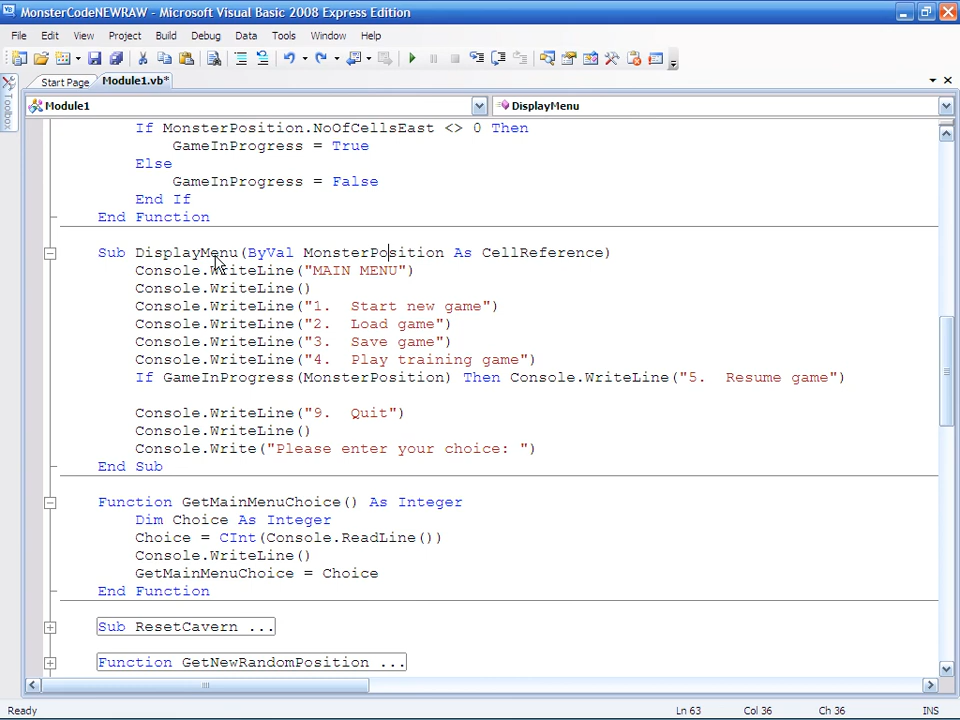 MonsterCodeNEWRAW - Microsoft Visual Basic 2008 Express Edition
File Edit View Project Build Debug Data Tools Window Help
Toolbox
Start Page Module1.vb*
Module1 DisplayMenu
If MonsterPosition.NoOfCellsEast <> 0 Then
GameInProgress = True
Else
GameInProgress = False
End If
End Function
Sub DisplayMenu(ByVal MonsterPosition As CellReference)
Console.WriteLine("MAIN MENU")
Console.WriteLine()
Console.WriteLine("1.  Start new game")
Console.WriteLine("2.  Load game")
Console.WriteLine("3.  Save game")
Console.WriteLine("4.  Play training game")
If GameInProgress(MonsterPosition) Then Console.WriteLine("5.  Resume game")
Console.WriteLine("9.  Quit")
Console.WriteLine()
Console.Write("Please enter your choice: ")
End Sub
Function GetMainMenuChoice() As Integer
Dim Choice As Integer
Choice = CInt(Console.ReadLine())
Console.WriteLine()
GetMainMenuChoice = Choice
End Function
Sub ResetCavern ...
Function GetNewRandomPosition ...
Ready Ln 63 Col 36 Ch 36 INS